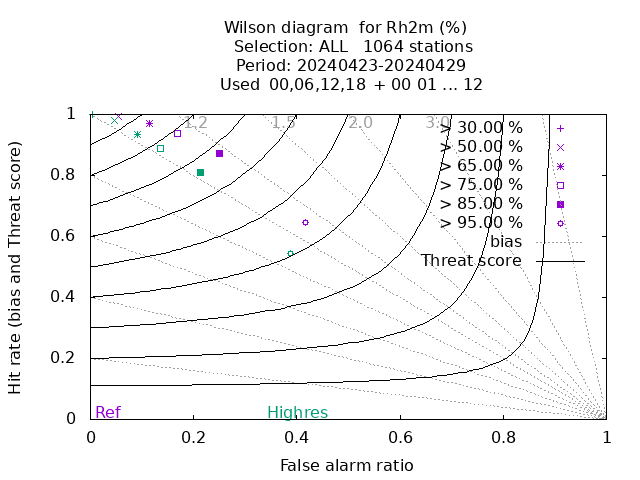 Wilson diagram  for Rh2m (%)
Selection: ALL   1064 stations
Period: 20240423-20240429
Used 00,06,12,18 + 00 01 ... 12
1.2 1.5 2.0 3.0
> 30.00 %
> 50.00 %
> 65.00 %
> 75.00 %
> 85.00 %
> 95.00 %
bias
Threat score
1
0.8
0.6
0.4
0.2
0
Hit rate (bias and Threat score)
Ref Highres
0 0.2 0.4 0.6 0.8 1
False alarm ratio